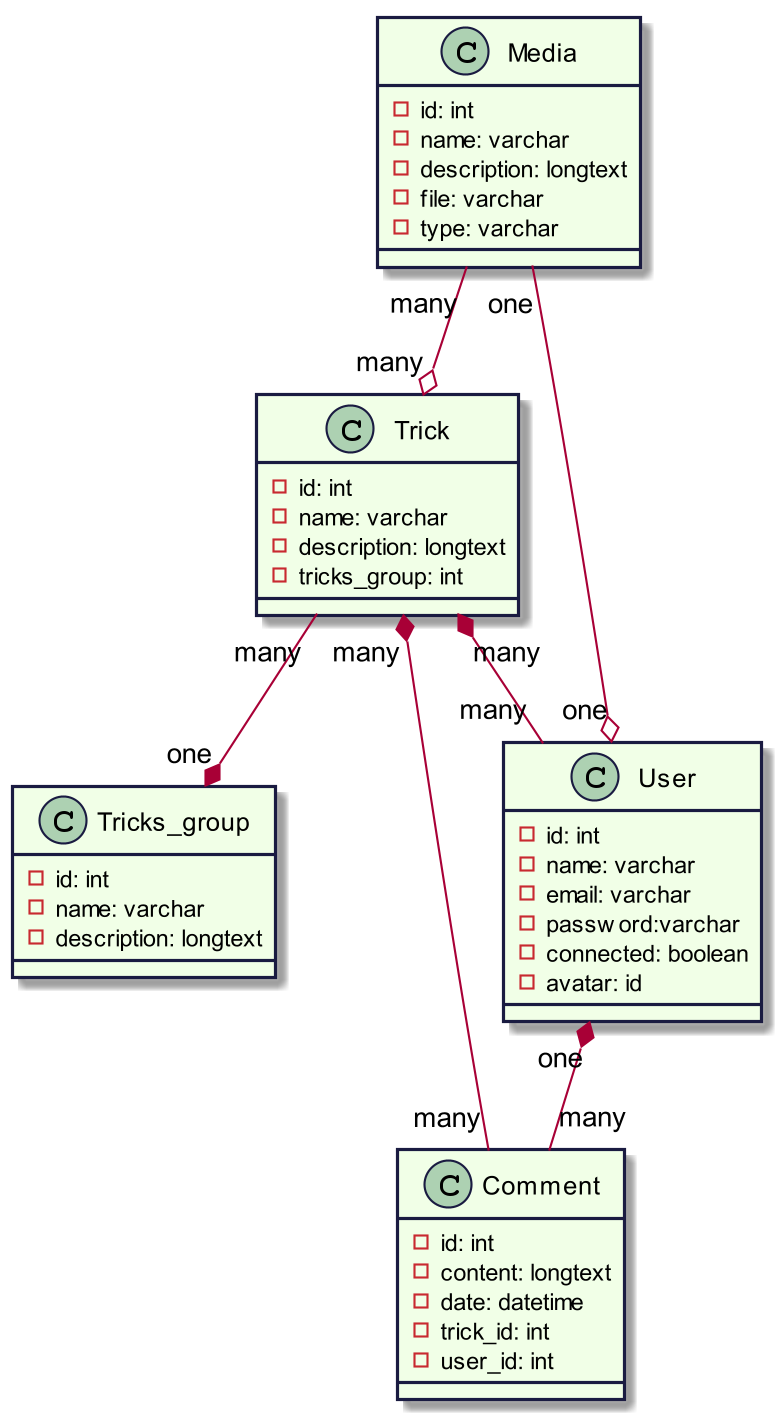 C Media
id: int
name: varchar
description: longtext
file: varchar
type: varchar
many
one
many
C Trick
id: int
name: varchar
description: longtext
tricks_group: int
many
many
many
many
one
one
C Tricks_group
id: int
name: varchar
description: longtext
C User
id: int
name: varchar
email: varchar
password:varchar
connected: boolean
avatar: id
one
many
many
C Comment
id: int
content: longtext
date: datetime
trick_id: int
user_id: int